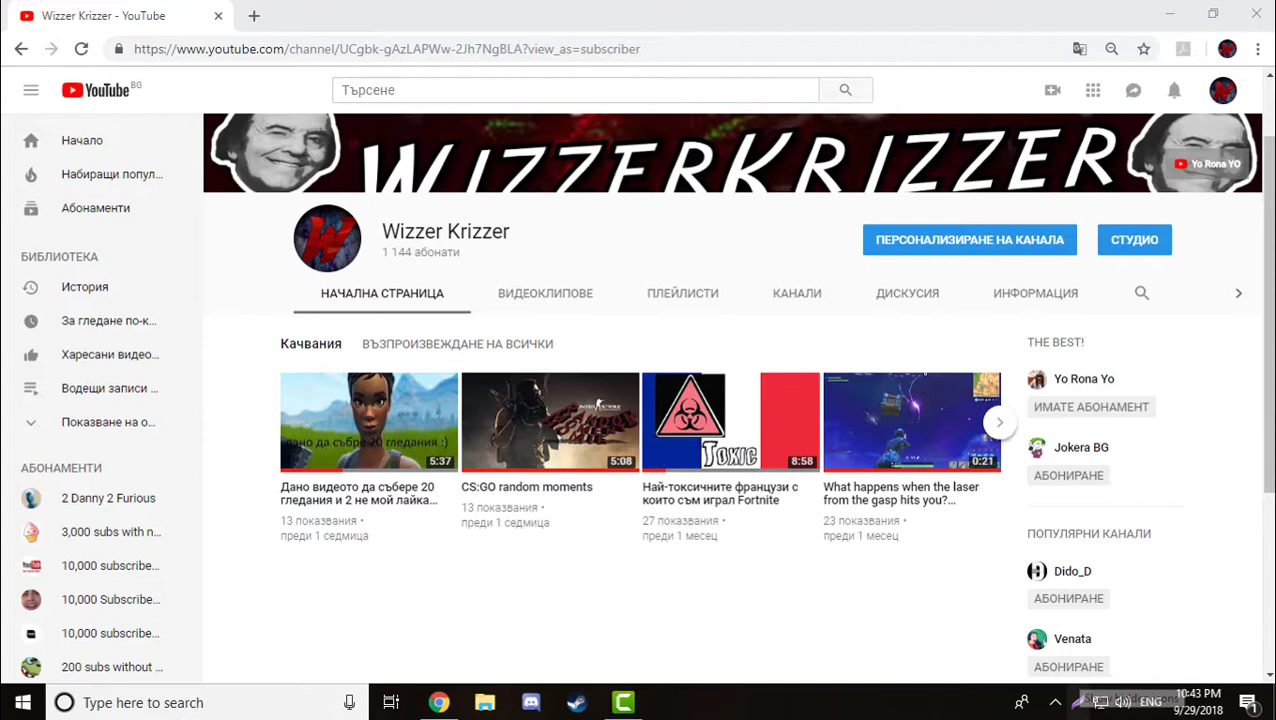 Wizzer Krizzer - YouTube
https://www.youtube.com/channel/UCgbk-gAzLAPWw-2Jh7NgBLA?view_as=subscriber
YouTube BG
Търсене
Начало
Набиращи попул...
Абонаменти
БИБЛИОТЕКА
История
За гледане по-к...
Харесани видео...
Водещи записи ...
Показване на о...
АБОНАМЕНТИ
2 Danny 2 Furious
3,000 subs with n...
10,000 subscribe...
10,000 Subscribe...
10,000 subscribe...
200 subs without ...
WIZZERKRIZZER
Yo Rona YO
Wizzer Krizzer
1 144 абонати
ПЕРСОНАЛИЗИРАНЕ НА КАНАЛА
СТУДИО
НАЧАЛНА СТРАНИЦА
ВИДЕОКЛИПОВЕ
ПЛЕЙЛИСТИ
КАНАЛИ
ДИСКУСИЯ
ИНФОРМАЦИЯ
Качвания
ВЪЗПРОИЗВЕЖДАНЕ НА ВСИЧКИ
дано да събре 20 гледания :)
5:37
Дано видеото да събере 20
гледания и 2 не мой лайка...
13 показвания •
преди 1 седмица
5:08
CS:GO random moments
13 показвания •
преди 1 седмица
Toxic
8:58
Най-токсичните французи с
които съм играл Fortnite
27 показвания •
преди 1 месец
0:21
What happens when the laser
from the gasp hits you?...
23 показвания •
преди 1 месец
THE BEST!
Yo Rona Yo
ИМАТЕ АБОНАМЕНТ
Jokera BG
АБОНИРАНЕ
ПОПУЛЯРНИ КАНАЛИ
Dido_D
АБОНИРАНЕ
Venata
АБОНИРАНЕ
Type here to search
ENG
10:43 PM
9/29/2018
1